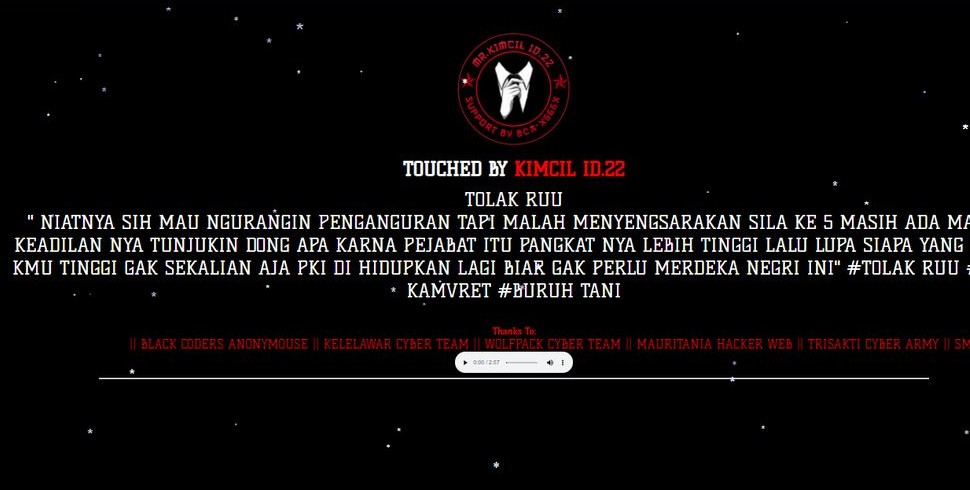 MR.KIMCIL ID.22
SUPPORT BY BCA-X666X
TOUCHED BY KIMCIL ID.22
TOLAK RUU
" NIATNYA SIH MAU NGURANGIN PENGANGURAN TAPI MALAH MENYENGSARAKAN SILA KE 5 MASIH ADA MA
KEADILAN NYA TUNJUKIN DONG APA KARNA PEJABAT ITU PANGKAT NYA LEBIH TINGGI LALU LUPA SIAPA YANG
KMU TINGGI GAK SEKALIAN AJA PKI DI HIDUPKAN LAGI BIAR GAK PERLU MERDEKA NEGRI INI" #TOLAK RUU #
KAMVRET #BURUH TANI
Thanks To:
|| BLACK CODERS ANONYMOUSE || KELELAWAR CYBER TEAM || WOLFPACK CYBER TEAM || MAURITANIA HACKER WEB || TRISAKTI CYBER ARMY || SM
0:00 / 2:57